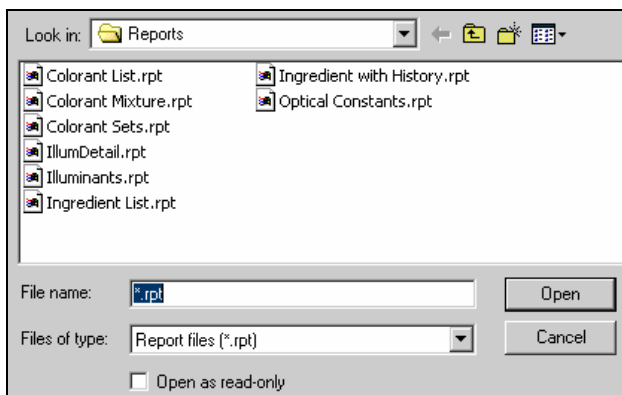 Look in: Reports
Colorant List.rpt
Colorant Mixture.rpt
Colorant Sets.rpt
IllumDetail.rpt
Illuminants.rpt
Ingredient List.rpt
Ingredient with History.rpt
Optical Constants.rpt
File name: *.rpt Open
Files of type: Report files (*.rpt) Cancel
Open as read-only